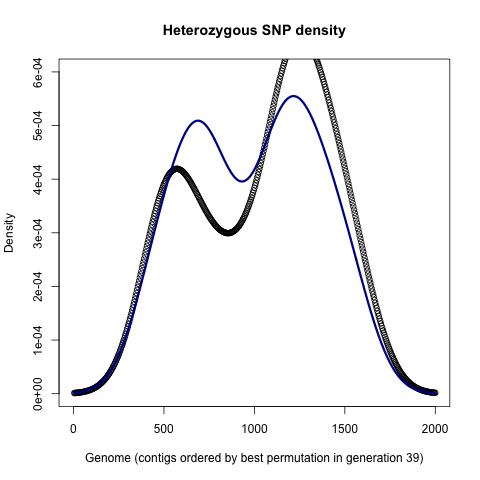 Heterozygous SNP density
6e-04
5e-04
4e-04
3e-04
2e-04
1e-04
0e+00
Density
0 500 1000 1500 2000
Genome (contigs ordered by best permutation in generation 39)